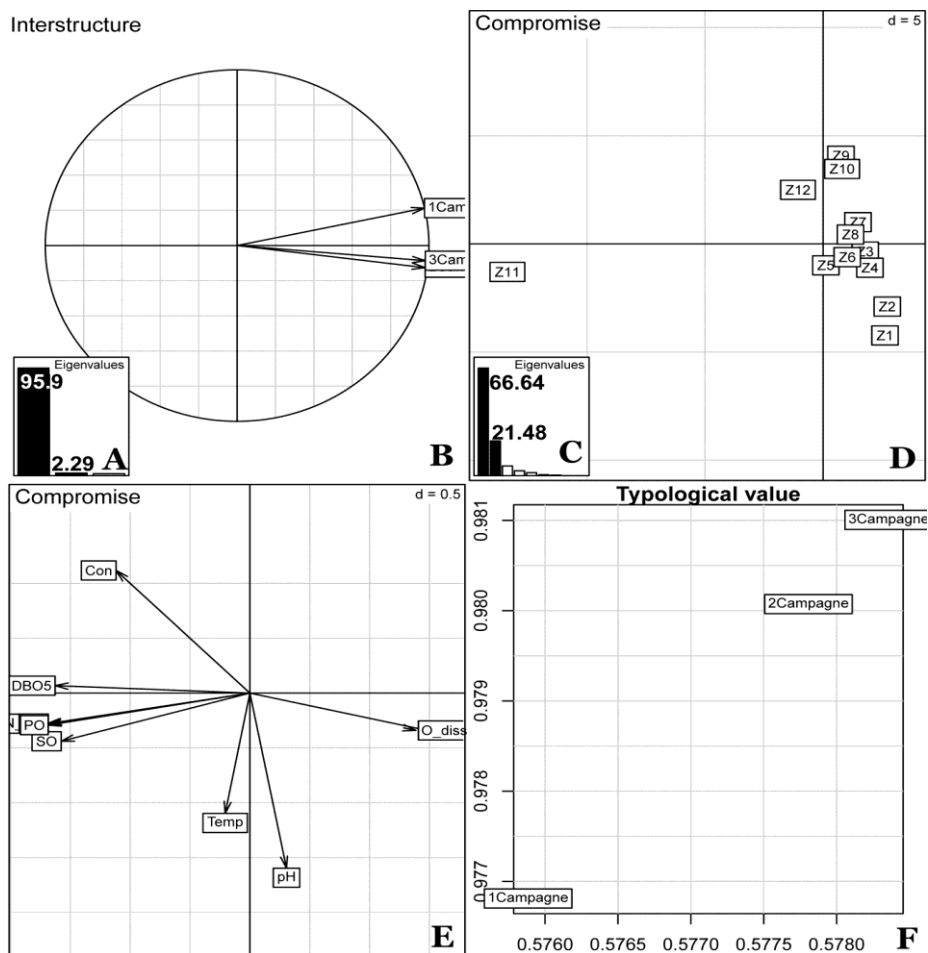 Interstructure
1Cam
3Cam
Eigenvalues
95.9
2.29
A
B
Compromise
d = 5
Z9
Z10
Z12
Z7
Z8
Z3
Z6
Z5
Z4
Z11
Z2
Z1
Eigenvalues
66.64
21.48
C
D
Compromise
d = 0.5
Con
DBO5
PO
SO
O_diss
Temp
pH
E
Typological value
0.981
0.980
0.979
0.978
0.977
3Campagne
2Campagne
1Campagne
F
0.5760 0.5765 0.5770 0.5775 0.5780